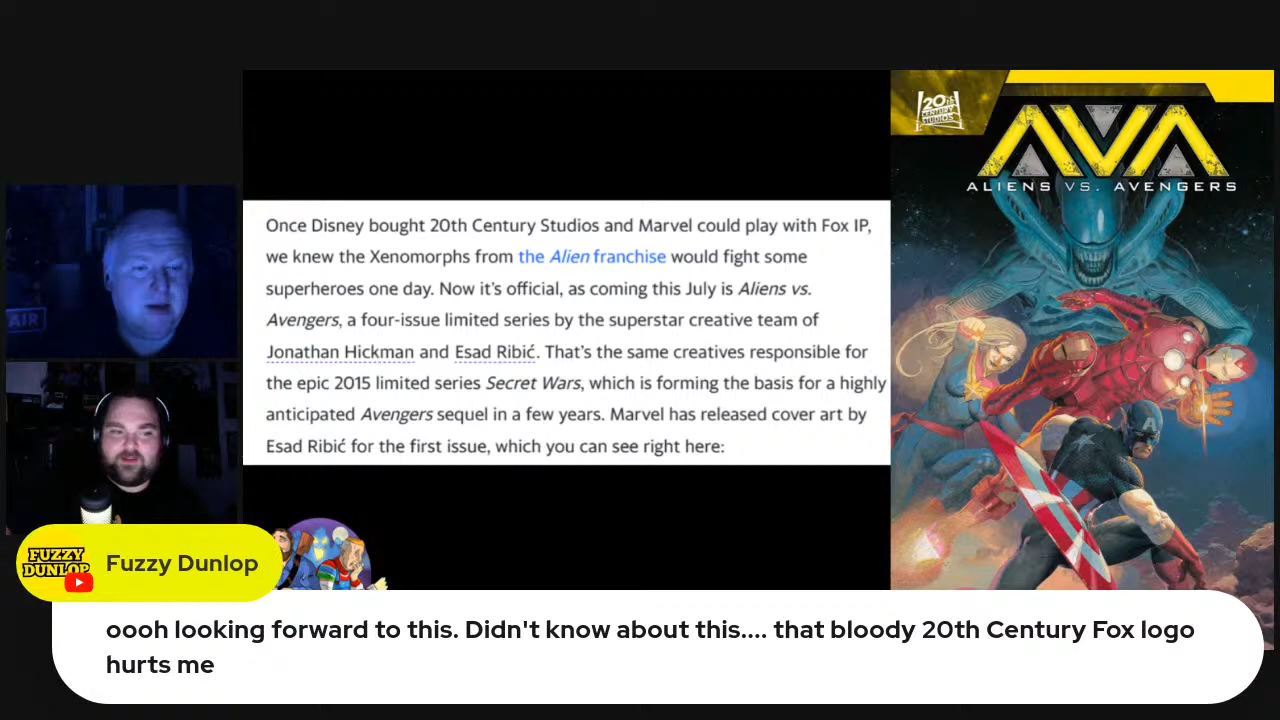 20th
CENTURY
STUDIOS
AVA
ALIENS VS. AVENGERS
Once Disney bought 20th Century Studios and Marvel could play with Fox IP,
we knew the Xenomorphs from the Alien franchise would fight some
superheroes one day. Now it's official, as coming this July is Aliens vs.
Avengers, a four-issue limited series by the superstar creative team of
Jonathan Hickman and Esad Ribić. That's the same creatives responsible for
the epic 2015 limited series Secret Wars, which is forming the basis for a highly
anticipated Avengers sequel in a few years. Marvel has released cover art by
Esad Ribić for the first issue, which you can see right here:
AIR
FUZZY
DUNLOP
Fuzzy Dunlop
oooh looking forward to this. Didn't know about this.... that bloody 20th Century Fox logo
hurts me